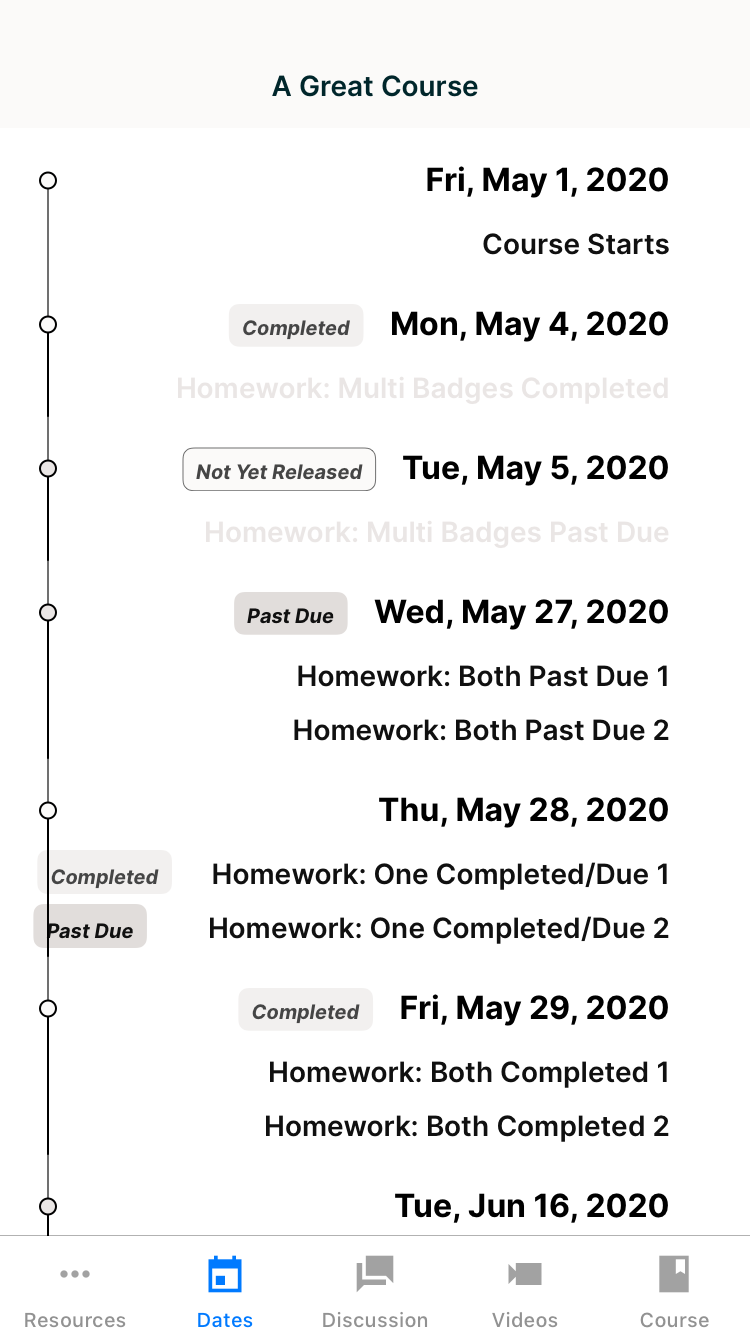 A Great Course
Fri, May 1, 2020
Course Starts
Completed Mon, May 4, 2020
Homework: Multi Badges Completed
Not Yet Released Tue, May 5, 2020
Homework: Multi Badges Past Due
Past Due Wed, May 27, 2020
Homework: Both Past Due 1
Homework: Both Past Due 2
Thu, May 28, 2020
Completed Homework: One Completed/Due 1
Past Due Homework: One Completed/Due 2
Completed Fri, May 29, 2020
Homework: Both Completed 1
Homework: Both Completed 2
Tue, Jun 16, 2020
Resources Dates Discussion Videos Course